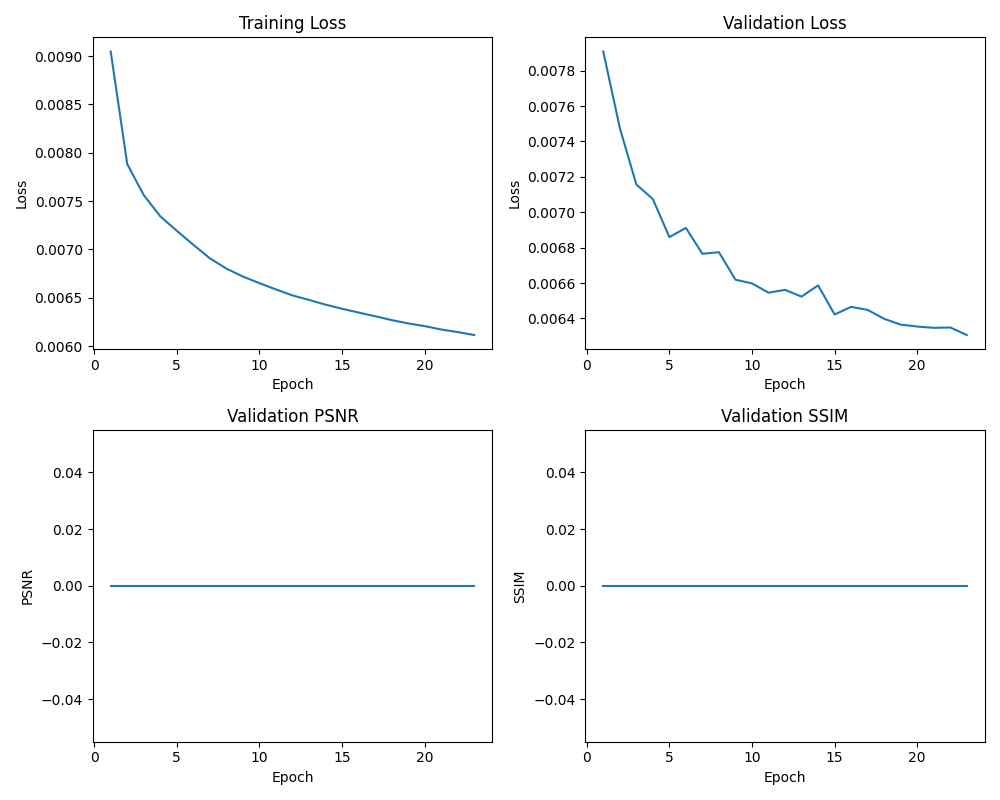 Training Loss
Loss
0.0090
0.0085
0.0080
0.0075
0.0070
0.0065
0.0060
0 5 10 15 20
Epoch
Validation Loss
Loss
0.0078
0.0076
0.0074
0.0072
0.0070
0.0068
0.0066
0.0064
0 5 10 15 20
Epoch
Validation PSNR
PSNR
0.04
0.02
0.00
−0.02
−0.04
0 5 10 15 20
Epoch
Validation SSIM
SSIM
0.04
0.02
0.00
−0.02
−0.04
0 5 10 15 20
Epoch